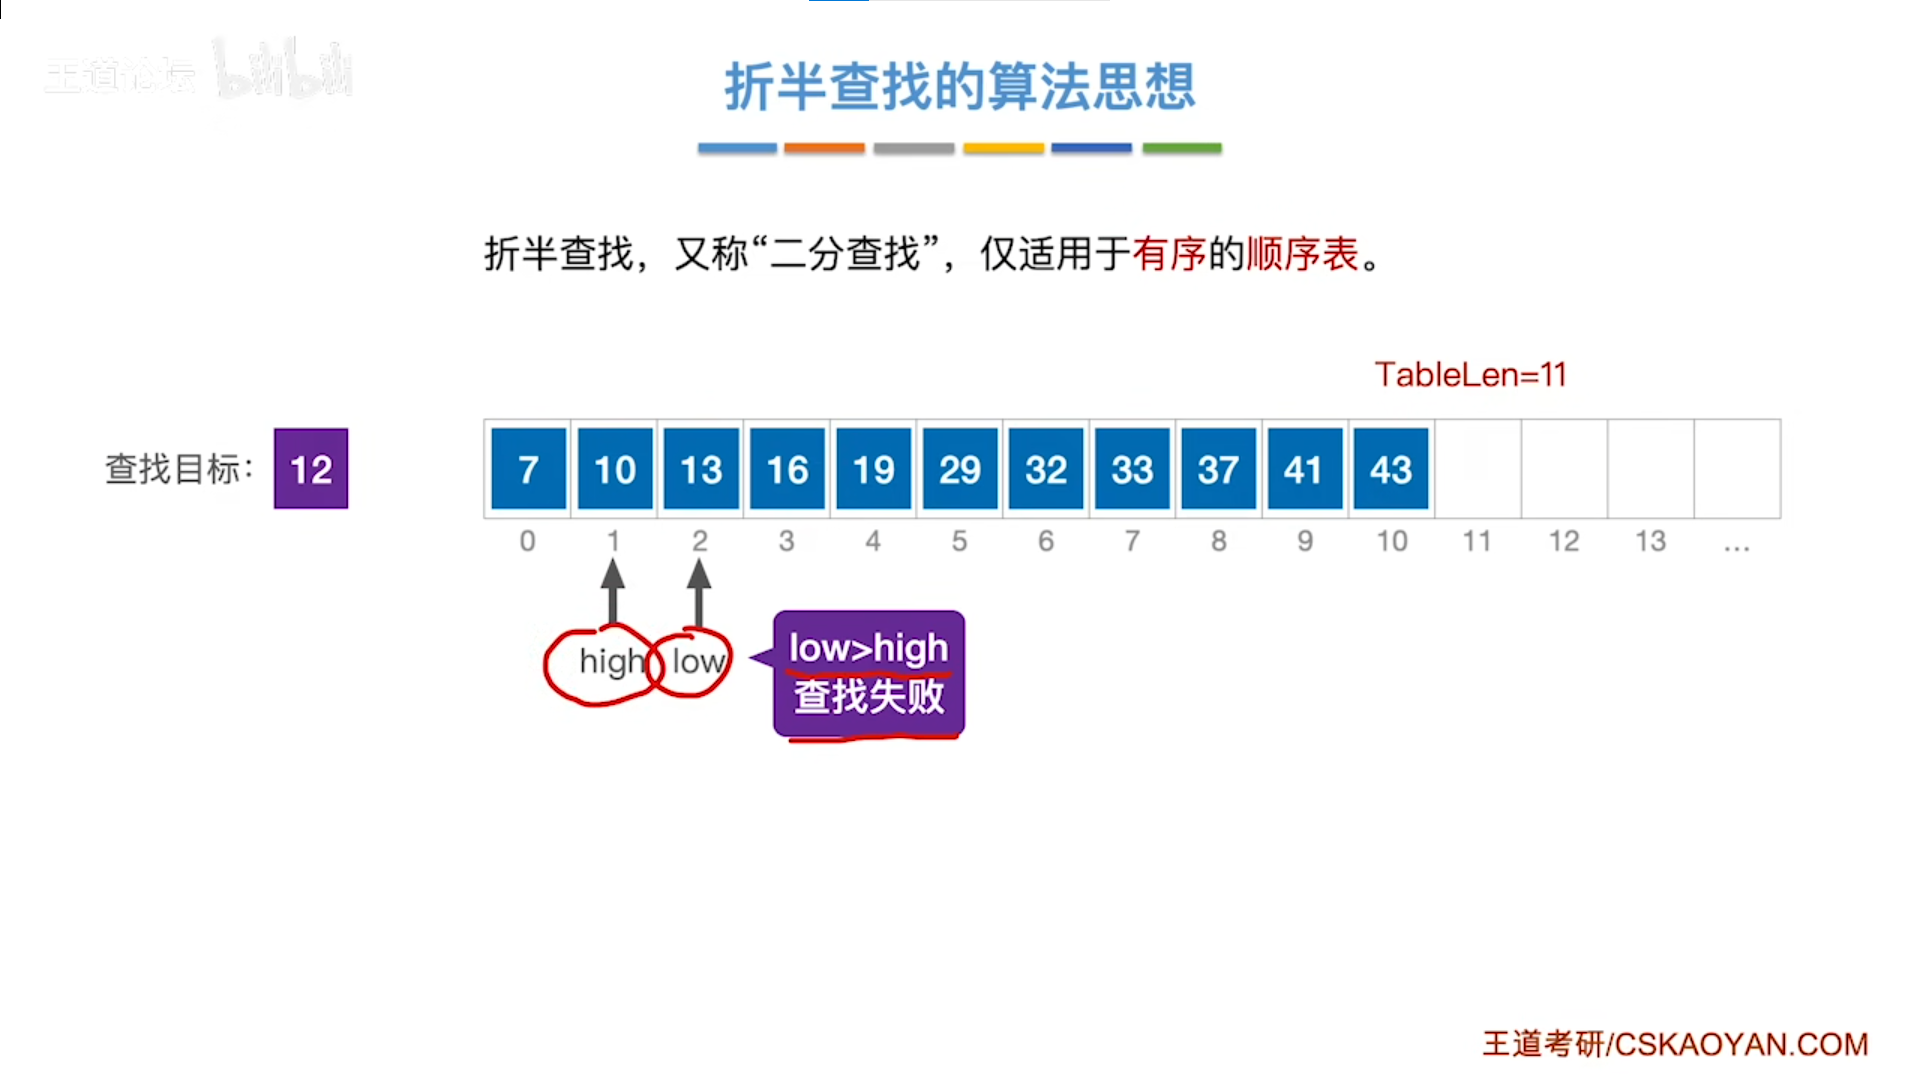 王道论坛 bilibili
折半查找的算法思想
折半查找，又称“二分查找”，仅适用于有序的顺序表。
TableLen=11
查找目标： 12 7 10 13 16 19 29 32 33 37 41 43
0 1 2 3 4 5 6 7 8 9 10 11 12 13 ...
high low
low>high
查找失败
王道考研/CSKAOYAN.COM